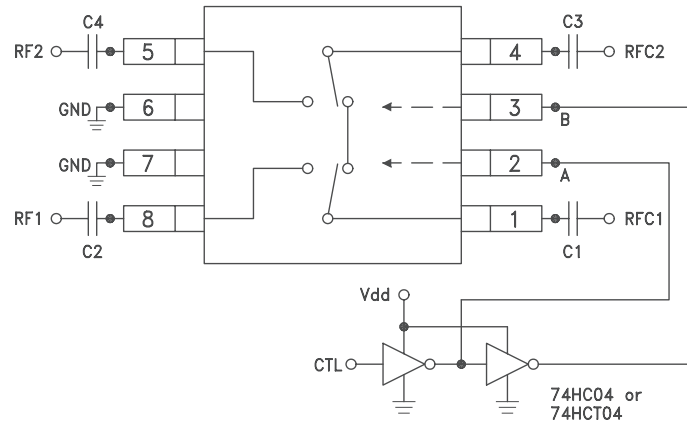 C4
C3
RF2
5
4
RFC2
GND
6
3
B
GND
7
2
A
RF1
8
1
RFC1
C2
C1
Vdd
CTL
74HC04 or
74HCT04